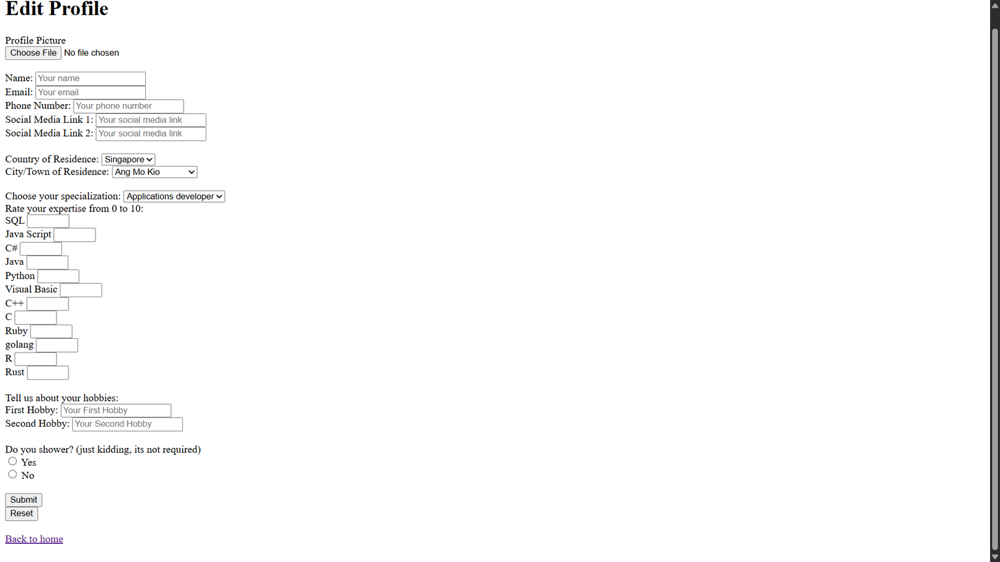 Edit Profile
Profile Picture
Choose File No file chosen
Name: Your name
Email: Your email
Phone Number: Your phone number
Social Media Link 1: Your social media link
Social Media Link 2: Your social media link
Country of Residence: Singapore
City/Town of Residence: Ang Mo Kio
Choose your specialization: Applications developer
Rate your expertise from 0 to 10:
SQL
Java Script
C#
Java
Python
Visual Basic
C++
C
Ruby
golang
R
Rust
Tell us about your hobbies:
First Hobby: Your First Hobby
Second Hobby: Your Second Hobby
Do you shower? (just kidding, its not required)
Yes
No
Submit
Reset
Back to home